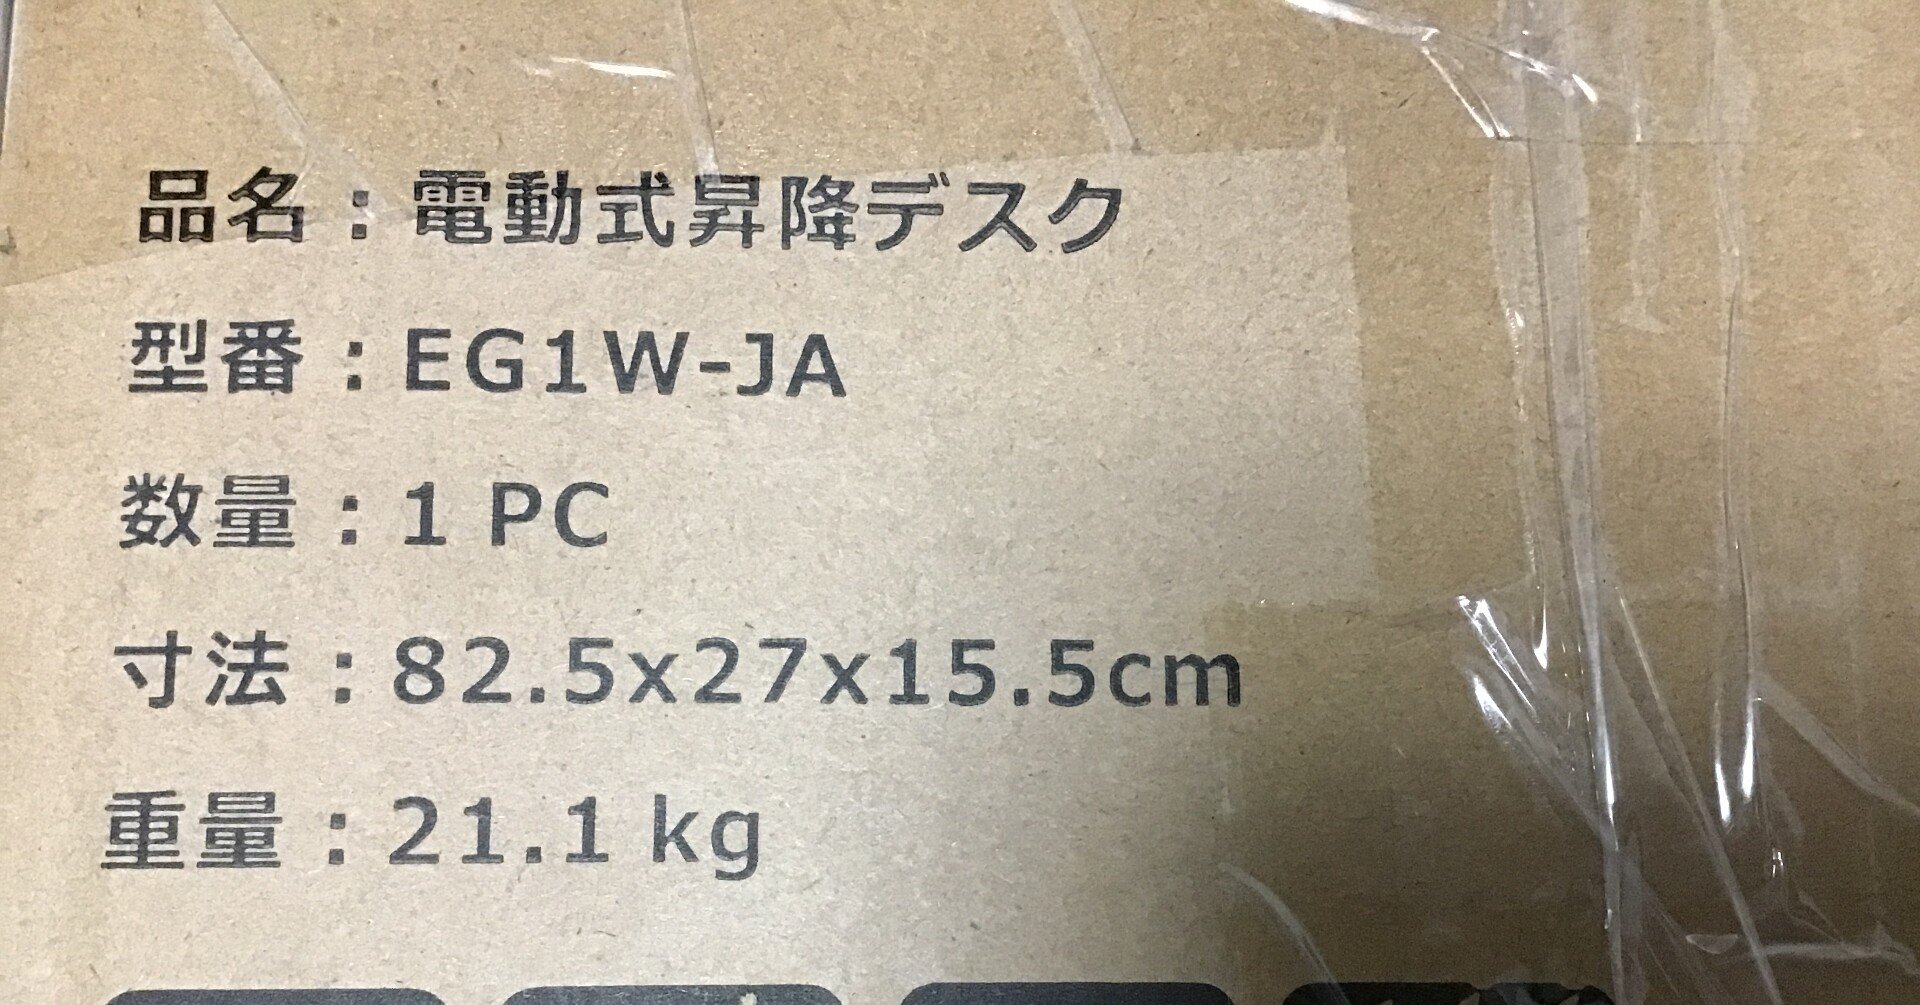 品名：電動式昇降デスク
型番：EG1W-JA
数量：1 PC
寸法：82.5x27x15.5cm
重量：21.1 kg